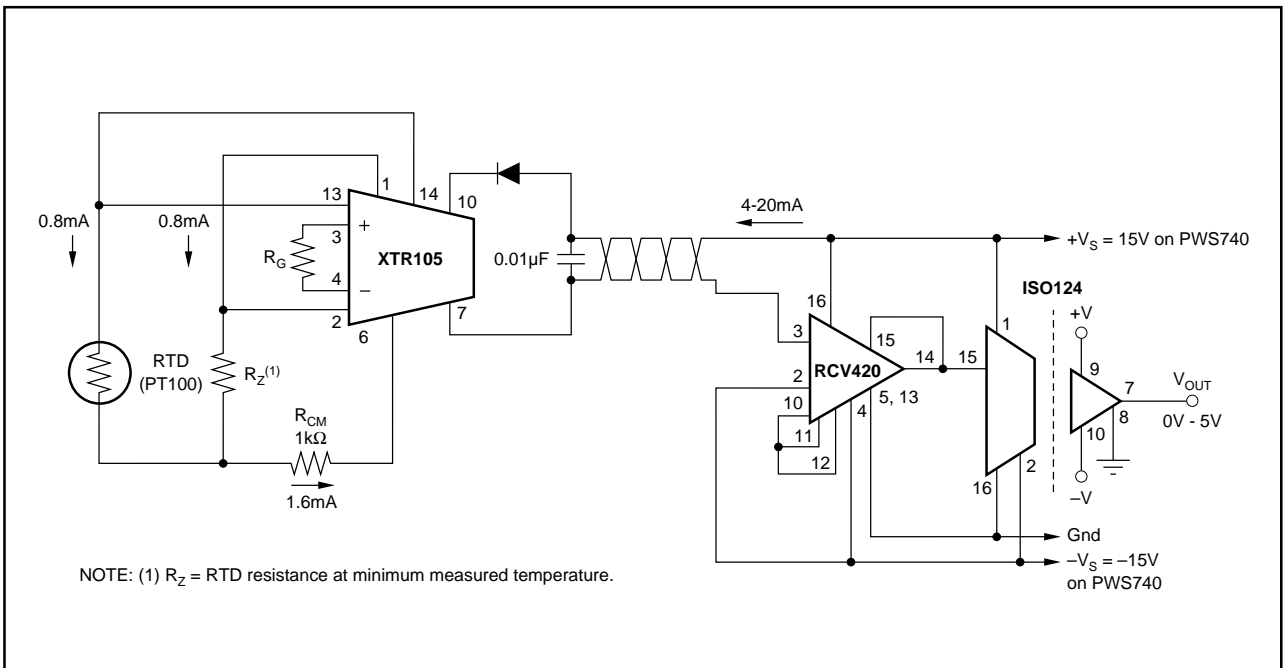 0.8mA
0.8mA
13
1
14
10
+
3
R_G
XTR105
4
–
2
6
7
RTD
(PT100)
R_Z(1)
R_CM
1kΩ
1.6mA
0.01µF
4-20mA
+V_S = 15V on PWS740
16
3
15
2
RCV420
14
10
5, 13
4
11
12
ISO124
15
1
16
2
+V
9
7
8
10
–V
V_OUT
0V - 5V
Gnd
–V_S = –15V
on PWS740
NOTE: (1) R_Z = RTD resistance at minimum measured temperature.